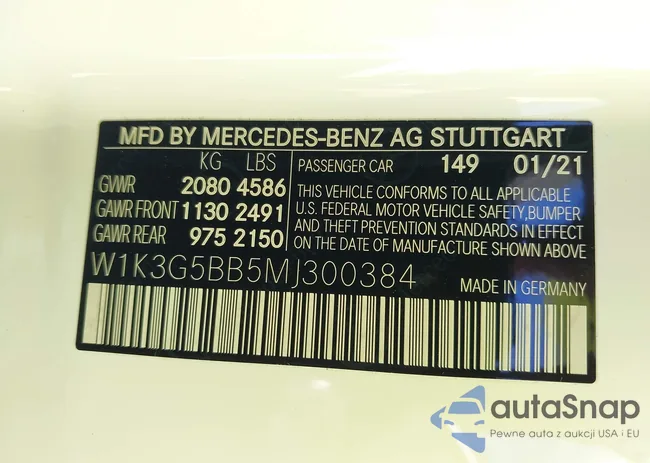 MFD BY MERCEDES-BENZ AG STUTTGART
KG LBS PASSENGER CAR 149 01/21
GVWR 2080 4586
GAWR FRONT 1130 2491
GAWR REAR 975 2150
THIS VEHICLE CONFORMS TO ALL APPLICABLE
U.S. FEDERAL MOTOR VEHICLE SAFETY, BUMPER
AND THEFT PREVENTION STANDARDS IN EFFECT
ON THE DATE OF MANUFACTURE SHOWN ABOVE
W1K3G5BB5MJ300384
MADE IN GERMANY
autaSnap
Pewne auta z aukcji USA i EU